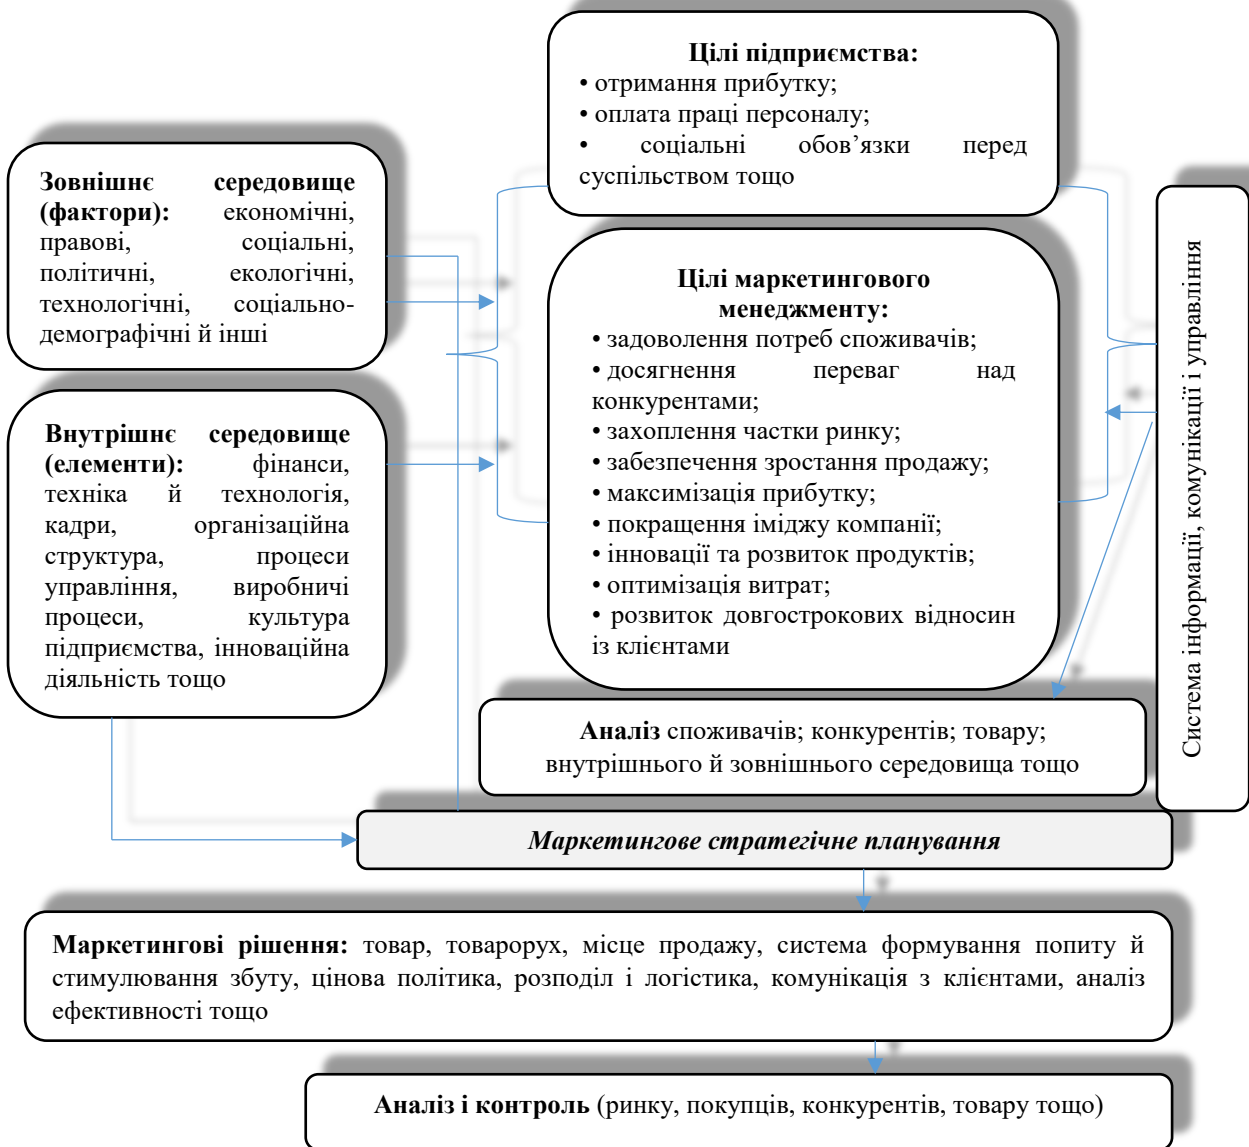 Цілі підприємства:
• отримання прибутку;
• оплата праці персоналу;
• соціальні обов’язки перед
суспільством тощо
Зовнішнє середовище
(фактори): економічні,
правові, соціальні,
політичні, екологічні,
технологічні, соціально-
демографічні й інші
Цілі маркетингового
менеджменту:
• задоволення потреб споживачів;
• досягнення переваг над
конкурентами;
• захоплення частки ринку;
• забезпечення зростання продажу;
• максимізація прибутку;
• покращення іміджу компанії;
• інновації та розвиток продуктів;
• оптимізація витрат;
• розвиток довгострокових відносин
із клієнтами
Внутрішнє середовище
(елементи): фінанси,
техніка й технологія,
кадри, організаційна
структура, процеси
управління, виробничі
процеси, культура
підприємства, інноваційна
діяльність тощо
Система інформації, комунікації і управління
Аналіз споживачів; конкурентів; товару;
внутрішнього й зовнішнього середовища тощо
Маркетингове стратегічне планування
Маркетингові рішення: товар, товарорух, місце продажу, система формування попиту й
стимулювання збуту, цінова політика, розподіл і логістика, комунікація з клієнтами, аналіз
ефективності тощо
Аналіз і контроль (ринку, покупців, конкурентів, товару тощо)